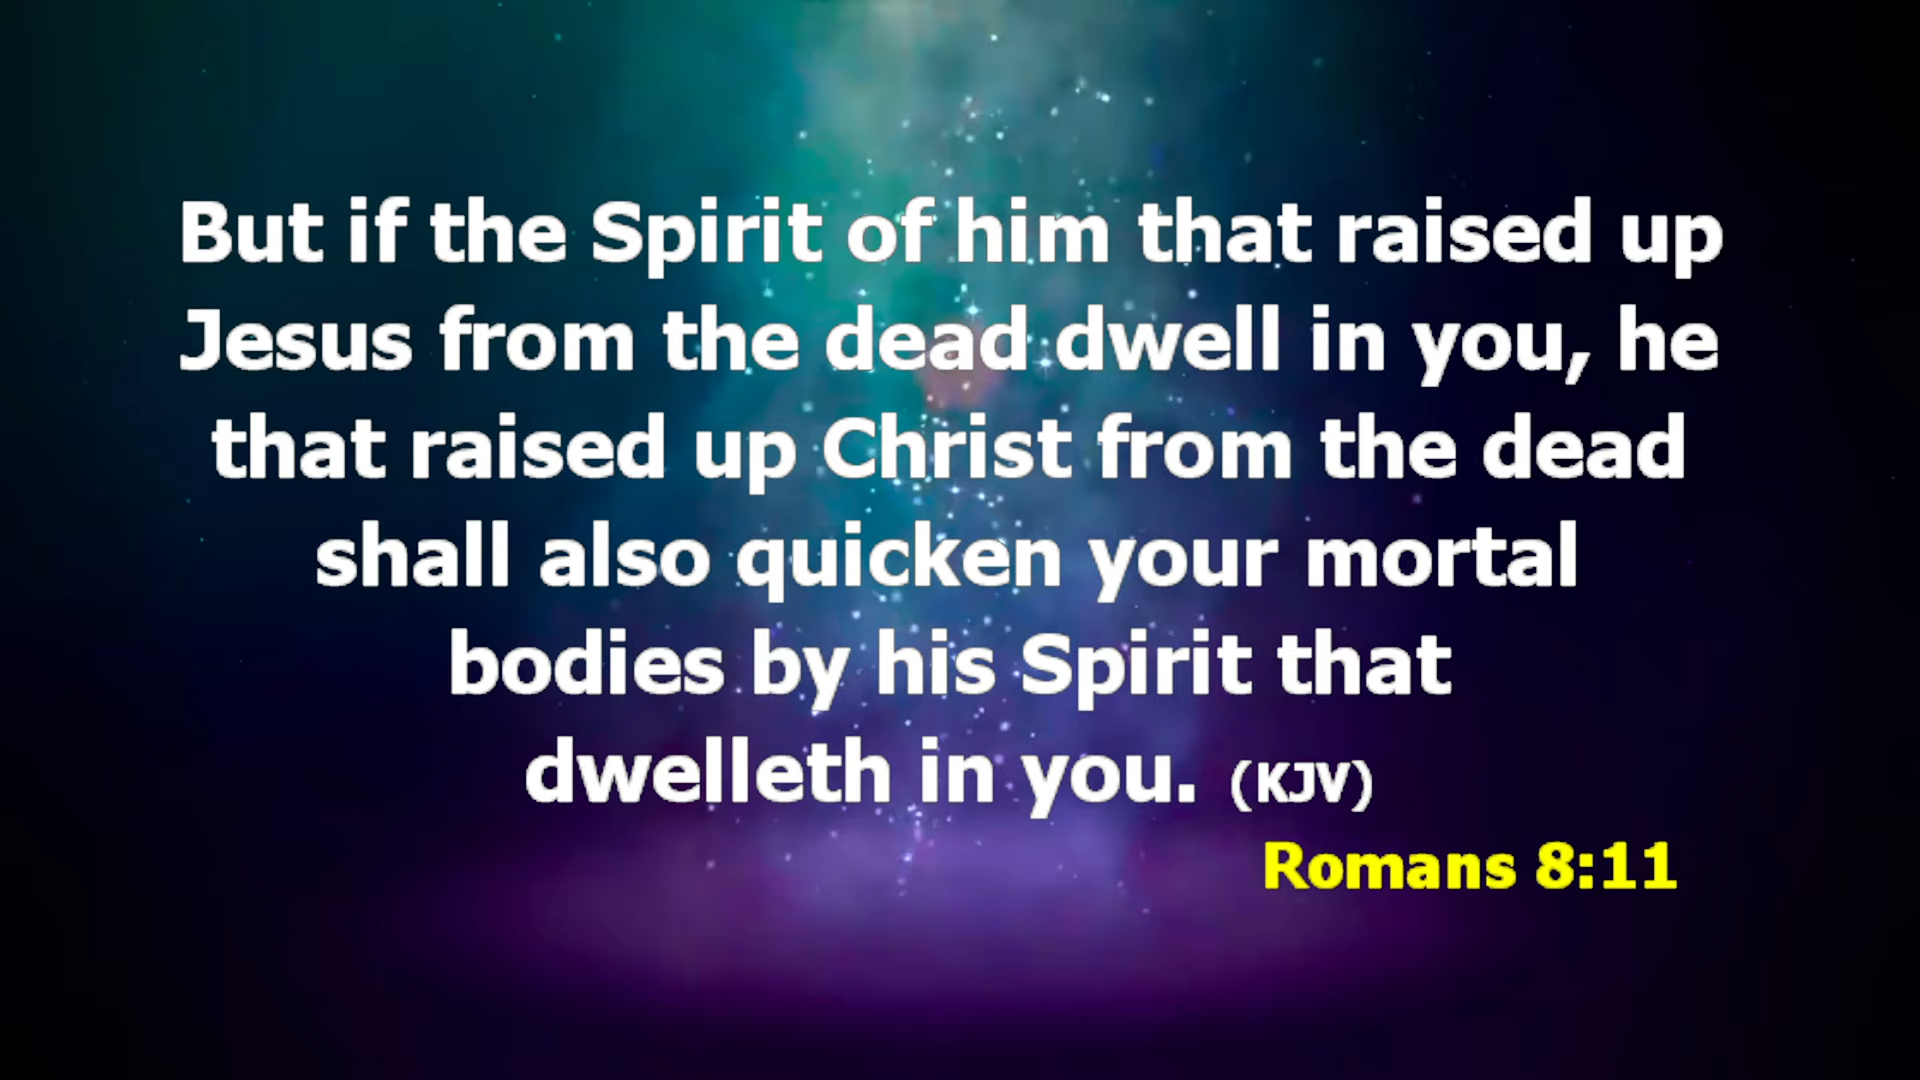 But if the Spirit of him that raised up
Jesus from the dead dwell in you, he
that raised up Christ from the dead
shall also quicken your mortal
bodies by his Spirit that
dwelleth in you. (KJV)
Romans 8:11